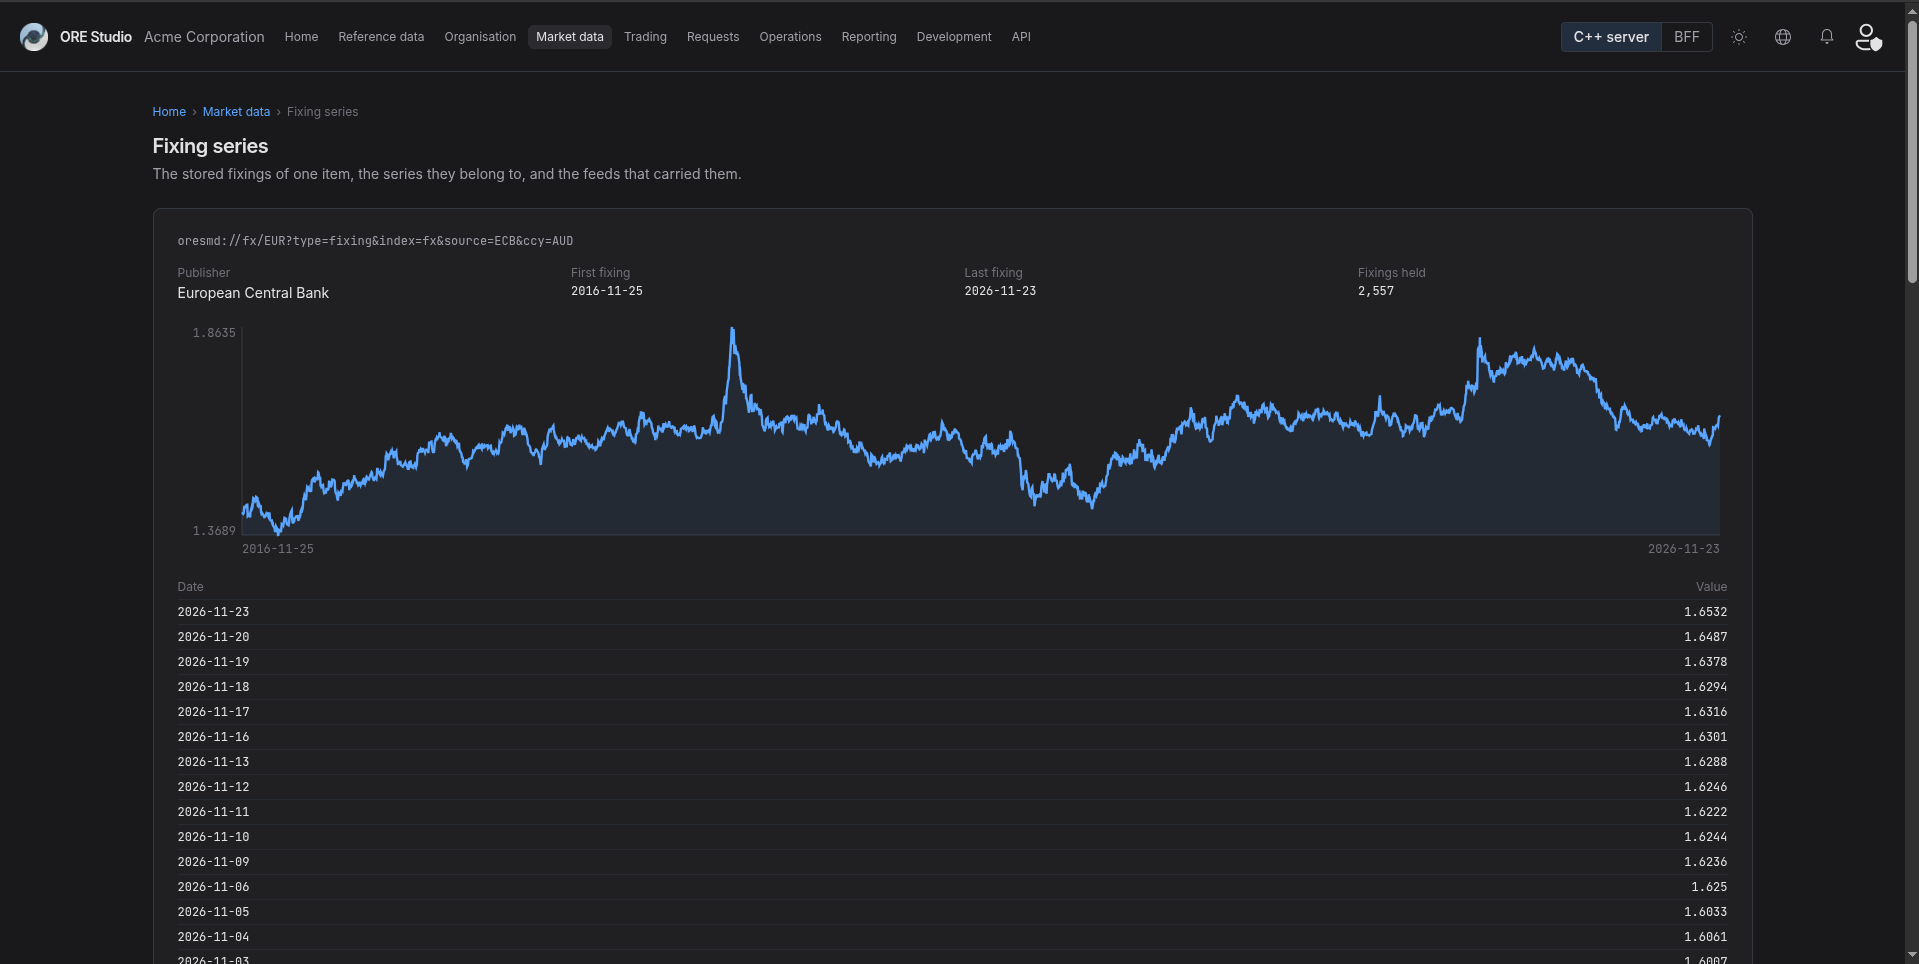 ORE Studio Acme Corporation Home Reference data Organisation Market data Trading Requests Operations Reporting Development API C++ server BFF
Home › Market data › Fixing series
Fixing series
The stored fixings of one item, the series they belong to, and the feeds that carried them.
oresmd://fx/EUR?type=fixing&index=fx&source=ECB&ccy=AUD
Publisher First fixing Last fixing Fixings held
European Central Bank 2016-11-25 2026-11-23 2,557
1.8635
1.3689
2016-11-25 2026-11-23
Date Value
2026-11-23 1.6532
2026-11-20 1.6487
2026-11-19 1.6378
2026-11-18 1.6294
2026-11-17 1.6316
2026-11-16 1.6301
2026-11-13 1.6288
2026-11-12 1.6246
2026-11-11 1.6222
2026-11-10 1.6244
2026-11-09 1.6236
2026-11-06 1.625
2026-11-05 1.6033
2026-11-04 1.6061
2026-11-03 1.6007